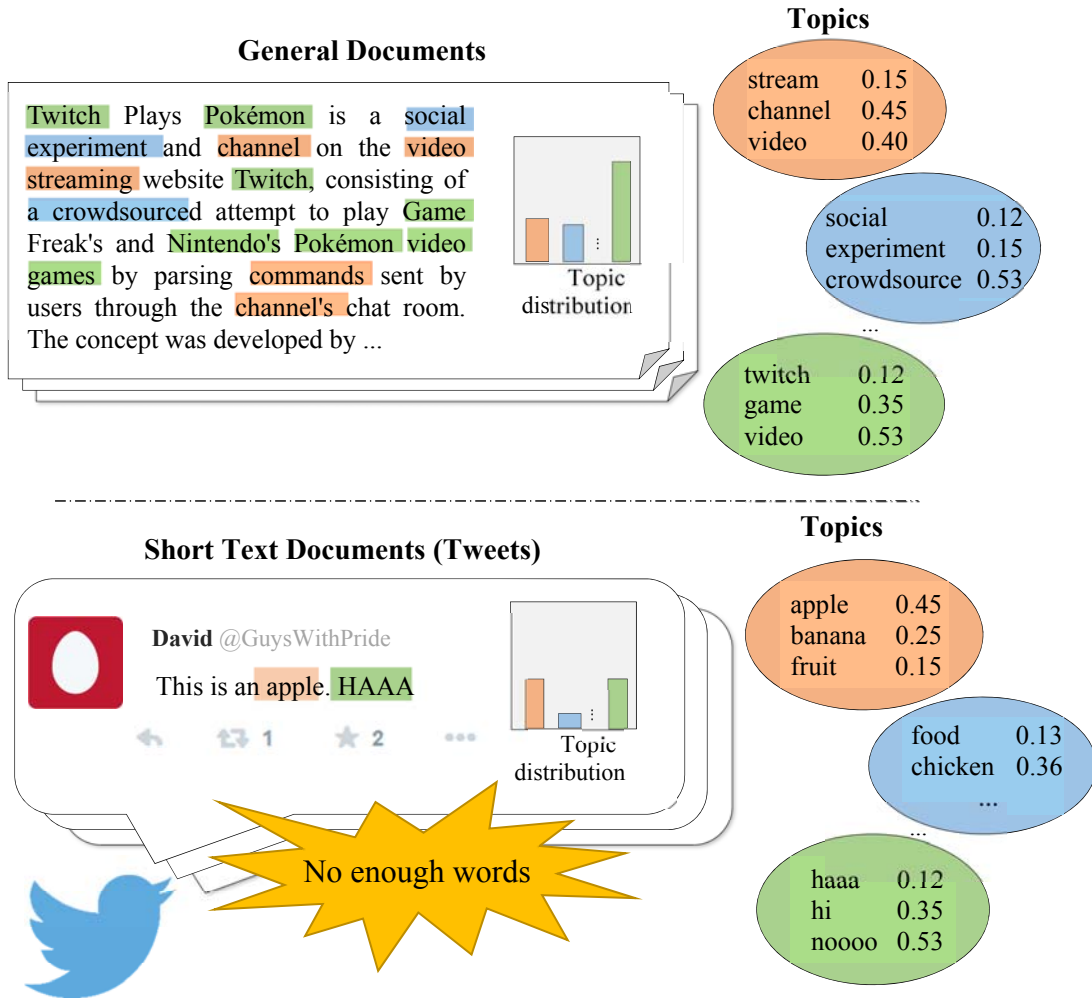 General Documents
Twitch Plays Pokémon is a social
experiment and channel on the video
streaming website Twitch, consisting of
a crowdsourced attempt to play Game
Freak's and Nintendo's Pokémon video
games by parsing commands sent by
users through the channel's chat room.
The concept was developed by ...
⋮
Topic
distribution
Topics
stream 0.15
channel 0.45
video 0.40
social 0.12
experiment 0.15
crowdsource 0.53
...
twitch 0.12
game 0.35
video 0.53
Short Text Documents (Tweets)
David @GuysWithPride
This is an apple. HAAA
1 2
⋮
Topic
distribution
No enough words
Topics
apple 0.45
banana 0.25
fruit 0.15
food 0.13
chicken 0.36
...
...
haaa 0.12
hi 0.35
noooo 0.53